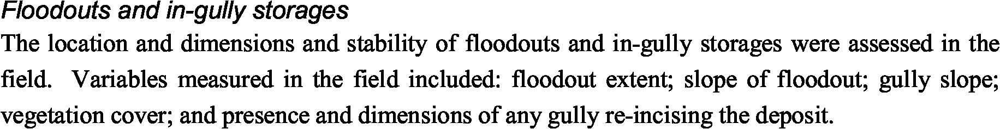 Floodouts and in-gully storages
The location and dimensions and stability of floodouts and in-gully storages were assessed in the
field.  Variables measured in the field included: floodout extent; slope of floodout; gully slope;
vegetation cover; and presence and dimensions of any gully re-incising the deposit.